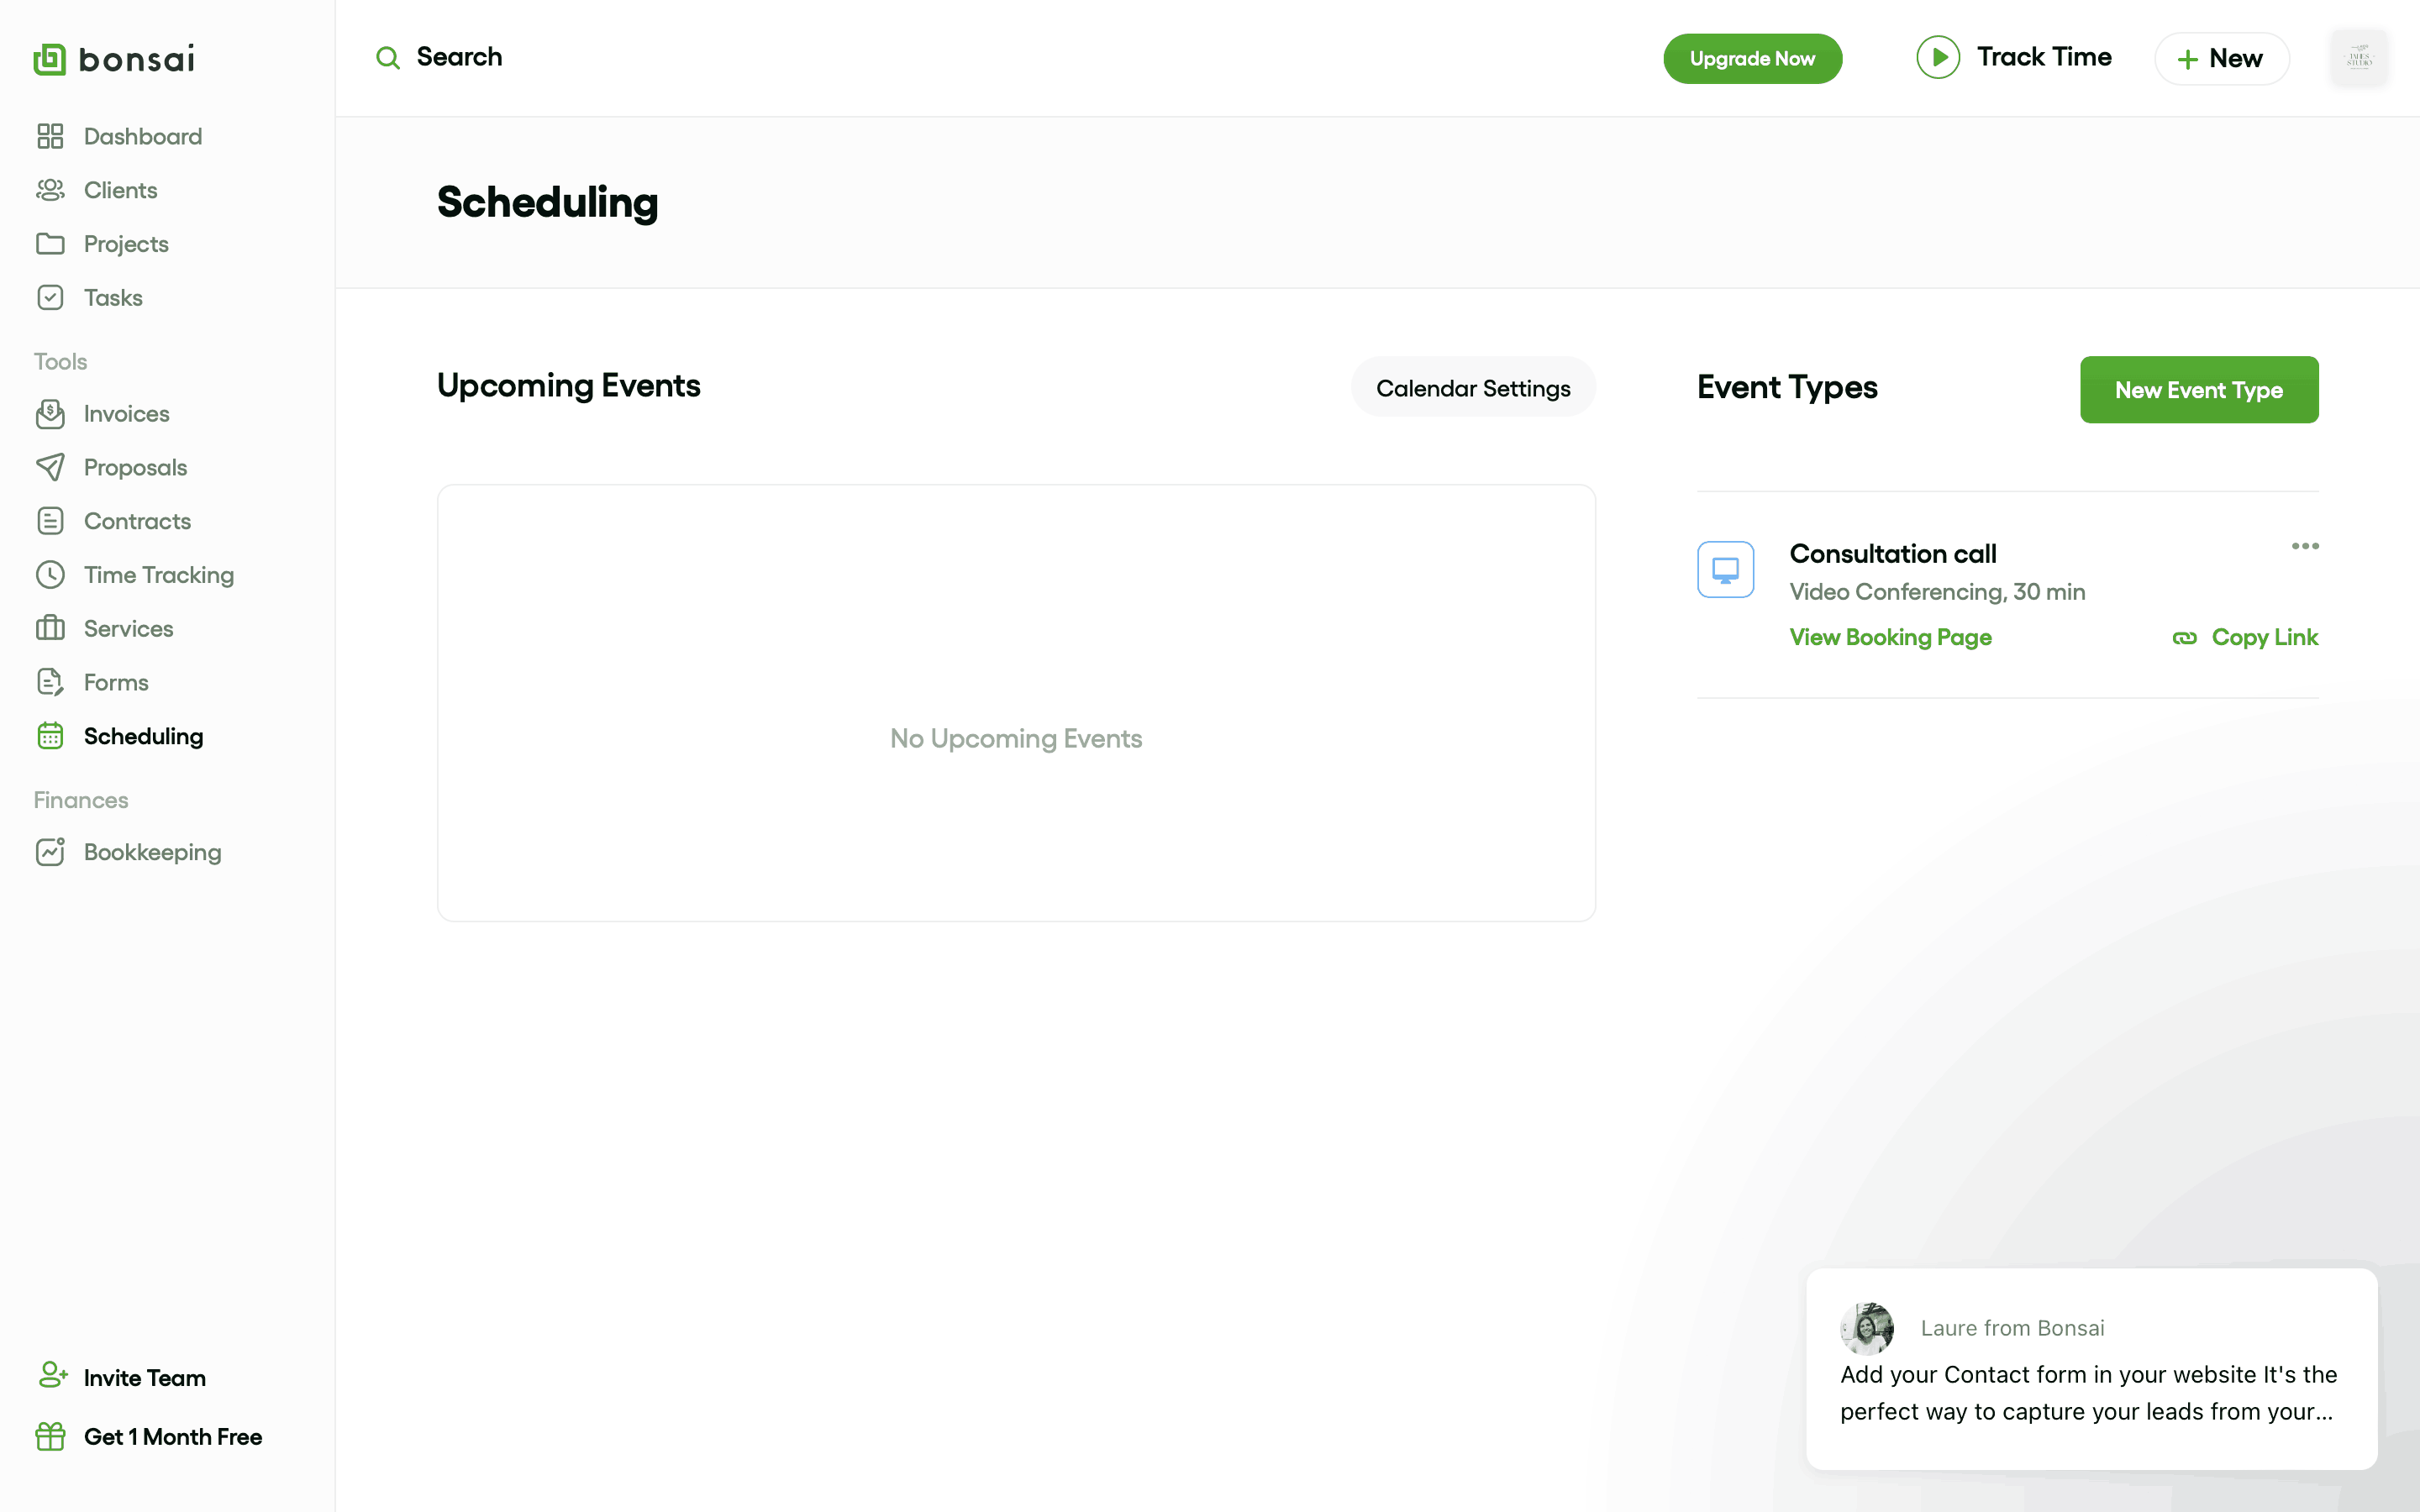 bonsai
Search
Upgrade Now
Track Time
New
STUDIO
Dashboard
Clients
Projects
Tasks
Tools
Invoices
Proposals
Contracts
Time Tracking
Services
Forms
Scheduling
Finances
Bookkeeping
Invite Team
Get 1 Month Free
Scheduling
Upcoming Events
Calendar Settings
No Upcoming Events
Event Types
New Event Type
Consultation call
Video Conferencing, 30 min
View Booking Page
Copy Link
Laure from Bonsai
Add your Contact form in your website It's the
perfect way to capture your leads from your...